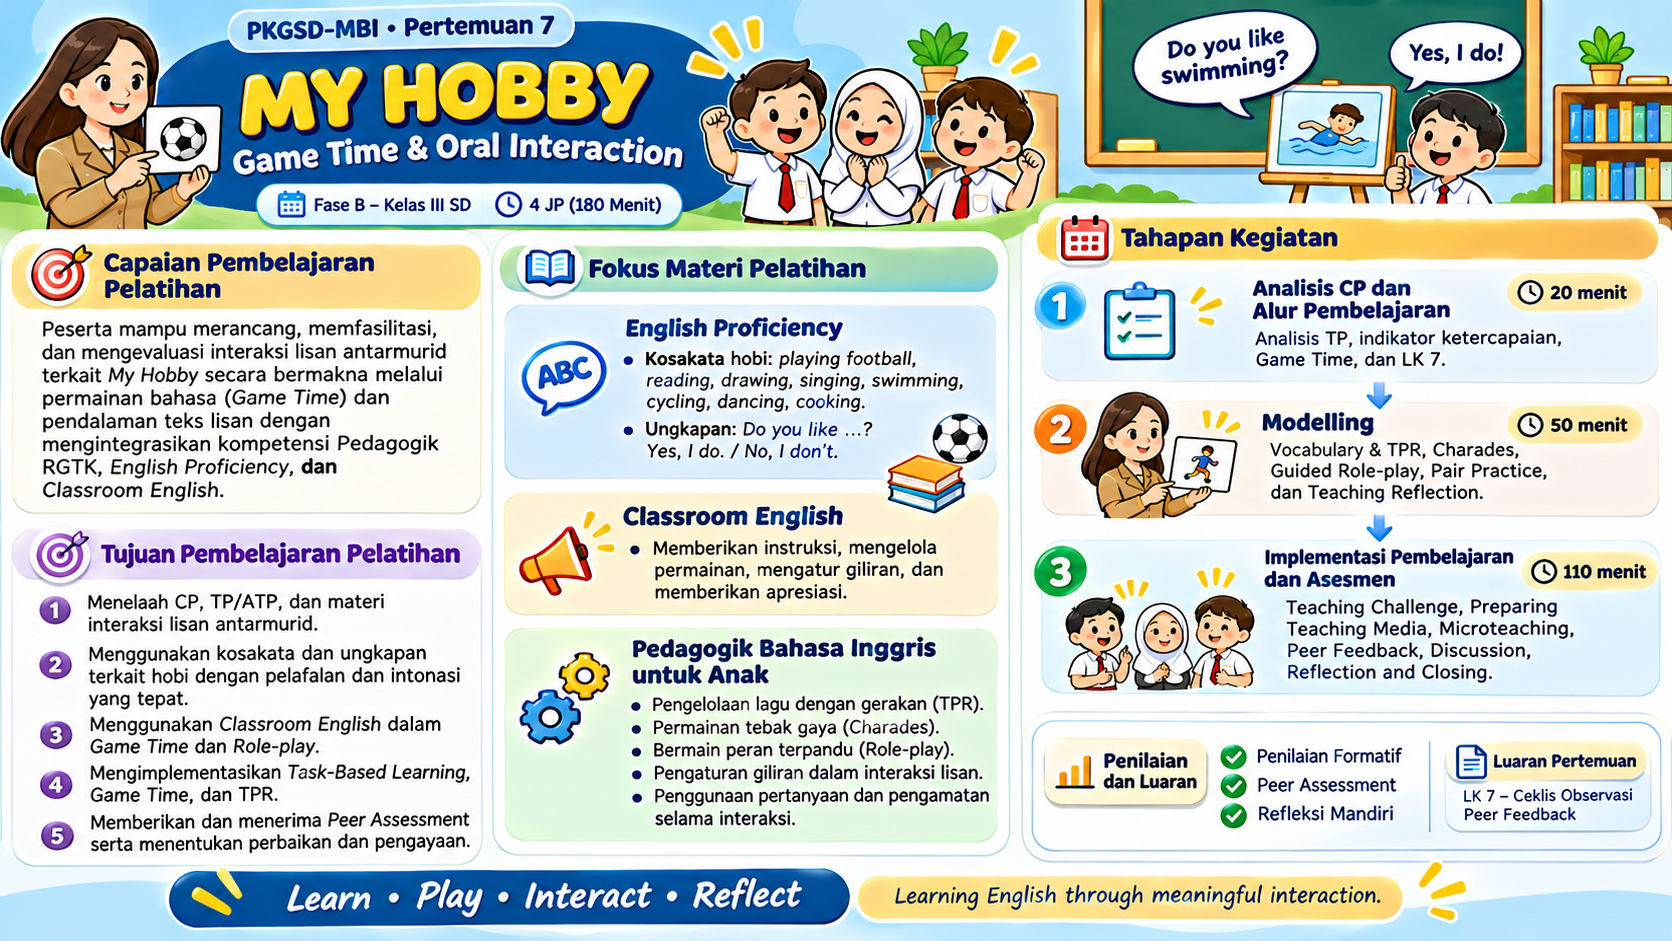 PKGSD-MBI • Pertemuan 7
MY HOBBY
Game Time & Oral Interaction
Fase B – Kelas III SD
4 JP (180 Menit)
Do you like
swimming?
Yes, I do!
Capaian Pembelajaran
Pelatihan
Peserta mampu merancang, memfasilitasi,
dan mengevaluasi interaksi lisan antarmurid
terkait My Hobby secara bermakna melalui
permainan bahasa (Game Time) dan
pendalaman teks lisan dengan
mengintegrasikan kompetensi Pedagogik
RGTK, English Proficiency, dan
Classroom English.
Tujuan Pembelajaran Pelatihan
1 Menelaah CP, TP/ATP, dan materi
interaksi lisan antarmurid.
2 Menggunakan kosakata dan ungkapan
terkait hobi dengan pelafalan dan intonasi
yang tepat.
3 Menggunakan Classroom English dalam
Game Time dan Role-play.
4 Mengimplementasikan Task-Based Learning,
Game Time, dan TPR.
5 Memberikan dan menerima Peer Assessment
serta menentukan perbaikan dan pengayaan.
Fokus Materi Pelatihan
ABC
English Proficiency
• Kosakata hobi: playing football,
reading, drawing, singing, swimming,
cycling, dancing, cooking.
• Ungkapan: Do you like ...?
Yes, I do. / No, I don't.
Classroom English
• Memberikan instruksi, mengelola
permainan, mengatur giliran, dan
memberikan apresiasi.
Pedagogik Bahasa Inggris
untuk Anak
• Pengelolaan lagu dengan gerakan (TPR).
• Permainan tebak gaya (Charades).
• Bermain peran terpandu (Role-play).
• Pengaturan giliran dalam interaksi lisan.
• Penggunaan pertanyaan dan pengamatan
selama interaksi.
Tahapan Kegiatan
1
Analisis CP dan
Alur Pembelajaran
20 menit
Analisis TP, indikator ketercapaian,
Game Time, dan LK 7.
2
Modelling
50 menit
Vocabulary & TPR, Charades,
Guided Role-play, Pair Practice,
dan Teaching Reflection.
3
Implementasi Pembelajaran
dan Asesmen
110 menit
Teaching Challenge, Preparing
Teaching Media, Microteaching,
Peer Feedback, Discussion,
Reflection and Closing.
Penilaian
dan Luaran
Penilaian Formatif
Peer Assessment
Refleksi Mandiri
Luaran Pertemuan
LK 7 – Ceklis Observasi
Peer Feedback
Learn • Play • Interact • Reflect
Learning English through meaningful interaction.